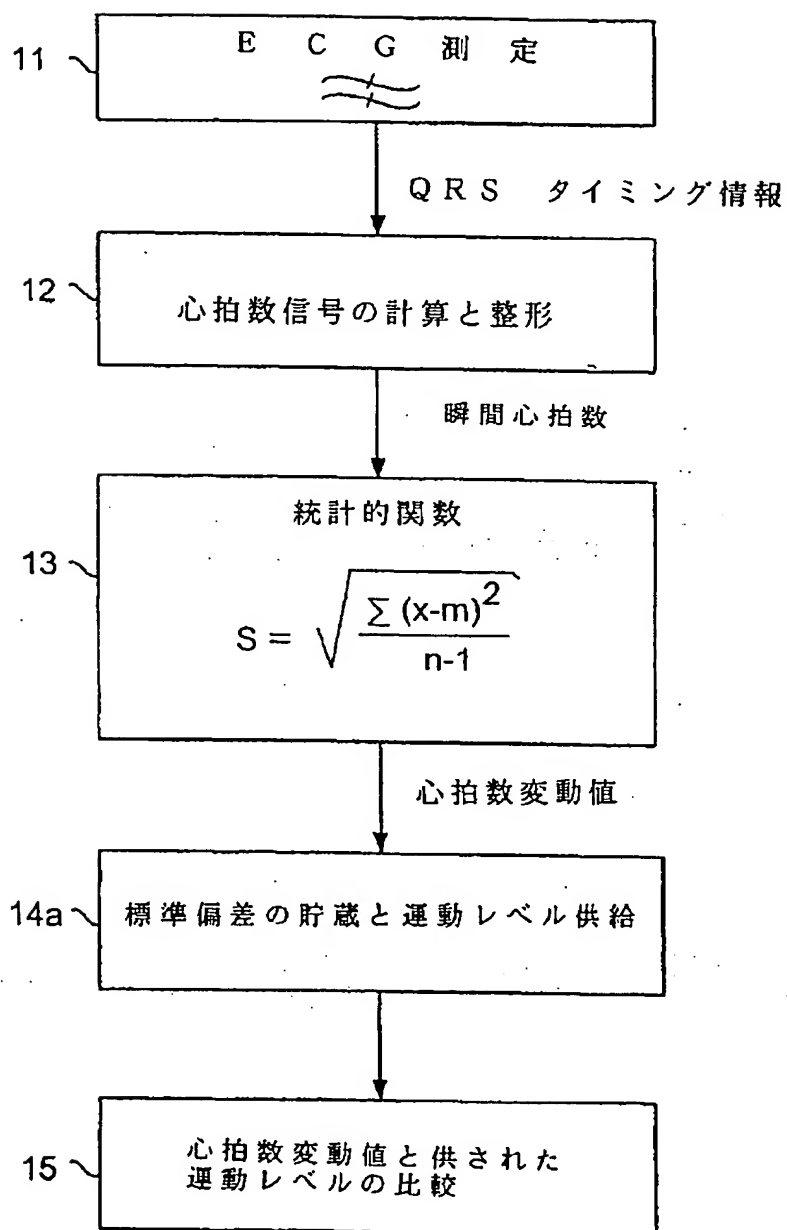 11
E C G 測定
QRS タイミング情報
12
心拍数信号の計算と整形
瞬間心拍数
13
統計的関数
S = √ Σ (x-m)²
n-1
心拍数変動値
14a
標準偏差の貯蔵と運動レベル供給
15
心拍数変動値と供された
運動レベルの比較